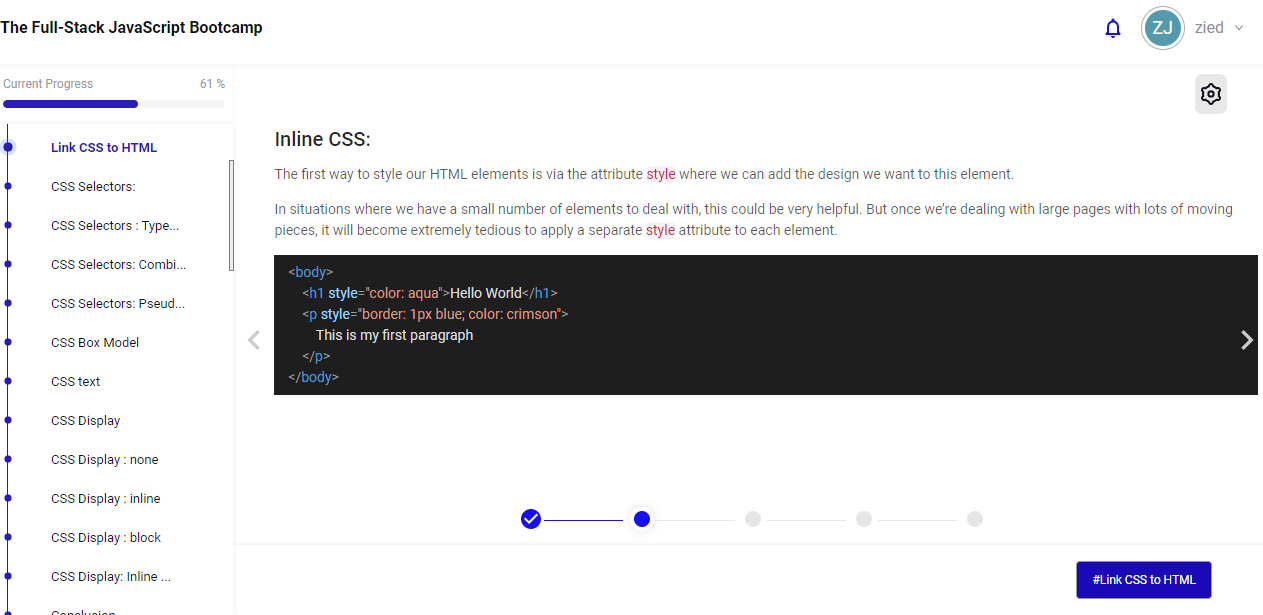 The Full-Stack JavaScript Bootcamp
ZJ
zied
Current Progress
61 %
Link CSS to HTML
CSS Selectors:
CSS Selectors : Type...
CSS Selectors: Combi...
CSS Selectors: Pseud...
CSS Box Model
CSS text
CSS Display
CSS Display : none
CSS Display : inline
CSS Display : block
CSS Display: Inline ...
Conclusion
Inline CSS:
The first way to style our HTML elements is via the attribute style where we can add the design we want to this element.
In situations where we have a small number of elements to deal with, this could be very helpful. But once we’re dealing with large pages with lots of moving
pieces, it will become extremely tedious to apply a separate style attribute to each element.
<body>
<h1 style="color: aqua">Hello World</h1>
<p style="border: 1px blue; color: crimson">
This is my first paragraph
</p>
</body>
#Link CSS to HTML